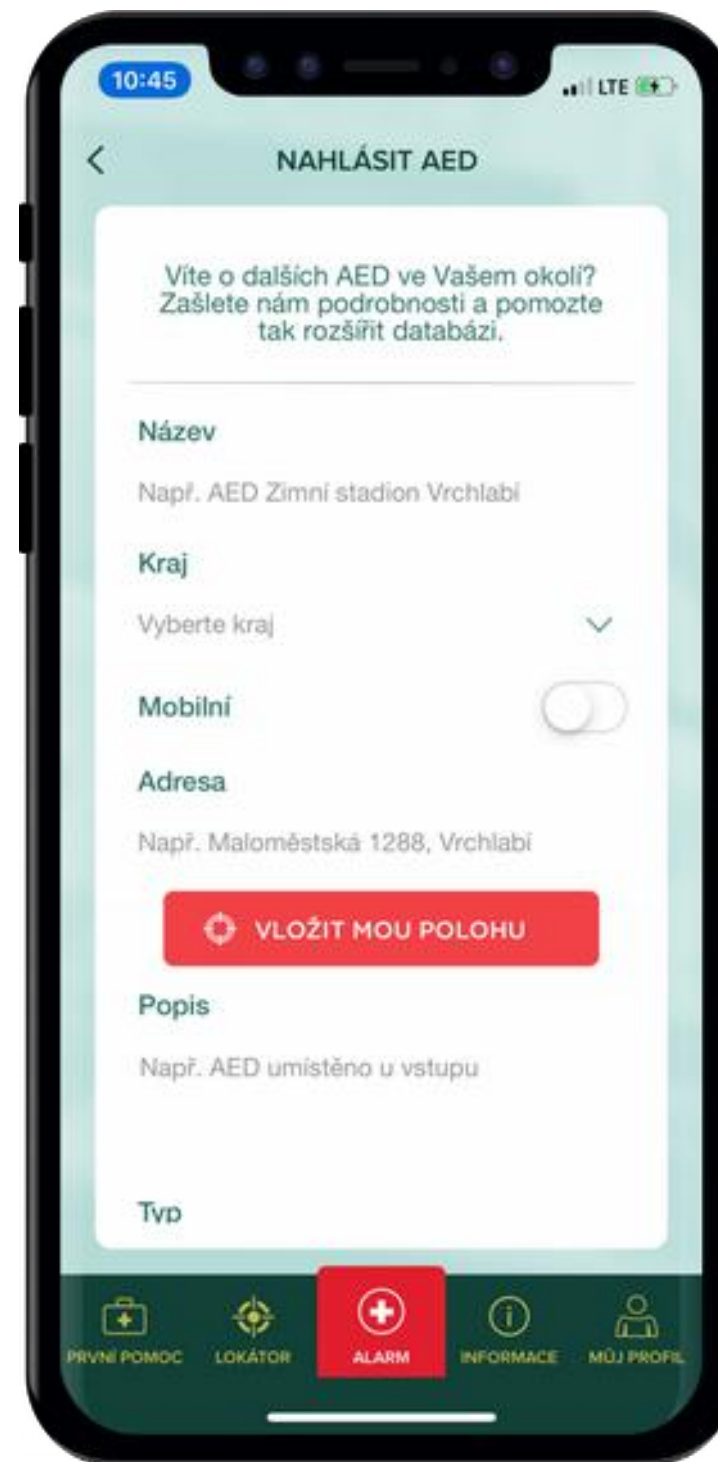 10:45
LTE
NAHLÁSIT AED
Víte o dalších AED ve Vašem okolí?
Zašlete nám podrobnosti a pomozte
tak rozšířit databázi.
Název
Např. AED Zimní stadion Vrchlabí
Kraj
Vyberte kraj
Mobilní
Adresa
Např. Maloměstská 1288, Vrchlabí
VLOŽIT MOU POLOHU
Popis
Např. AED umístěno u vstupu
Typ
PRVNÍ POMOC
LOKÁTOR
ALARM
INFORMACE
MŮJ PROFIL